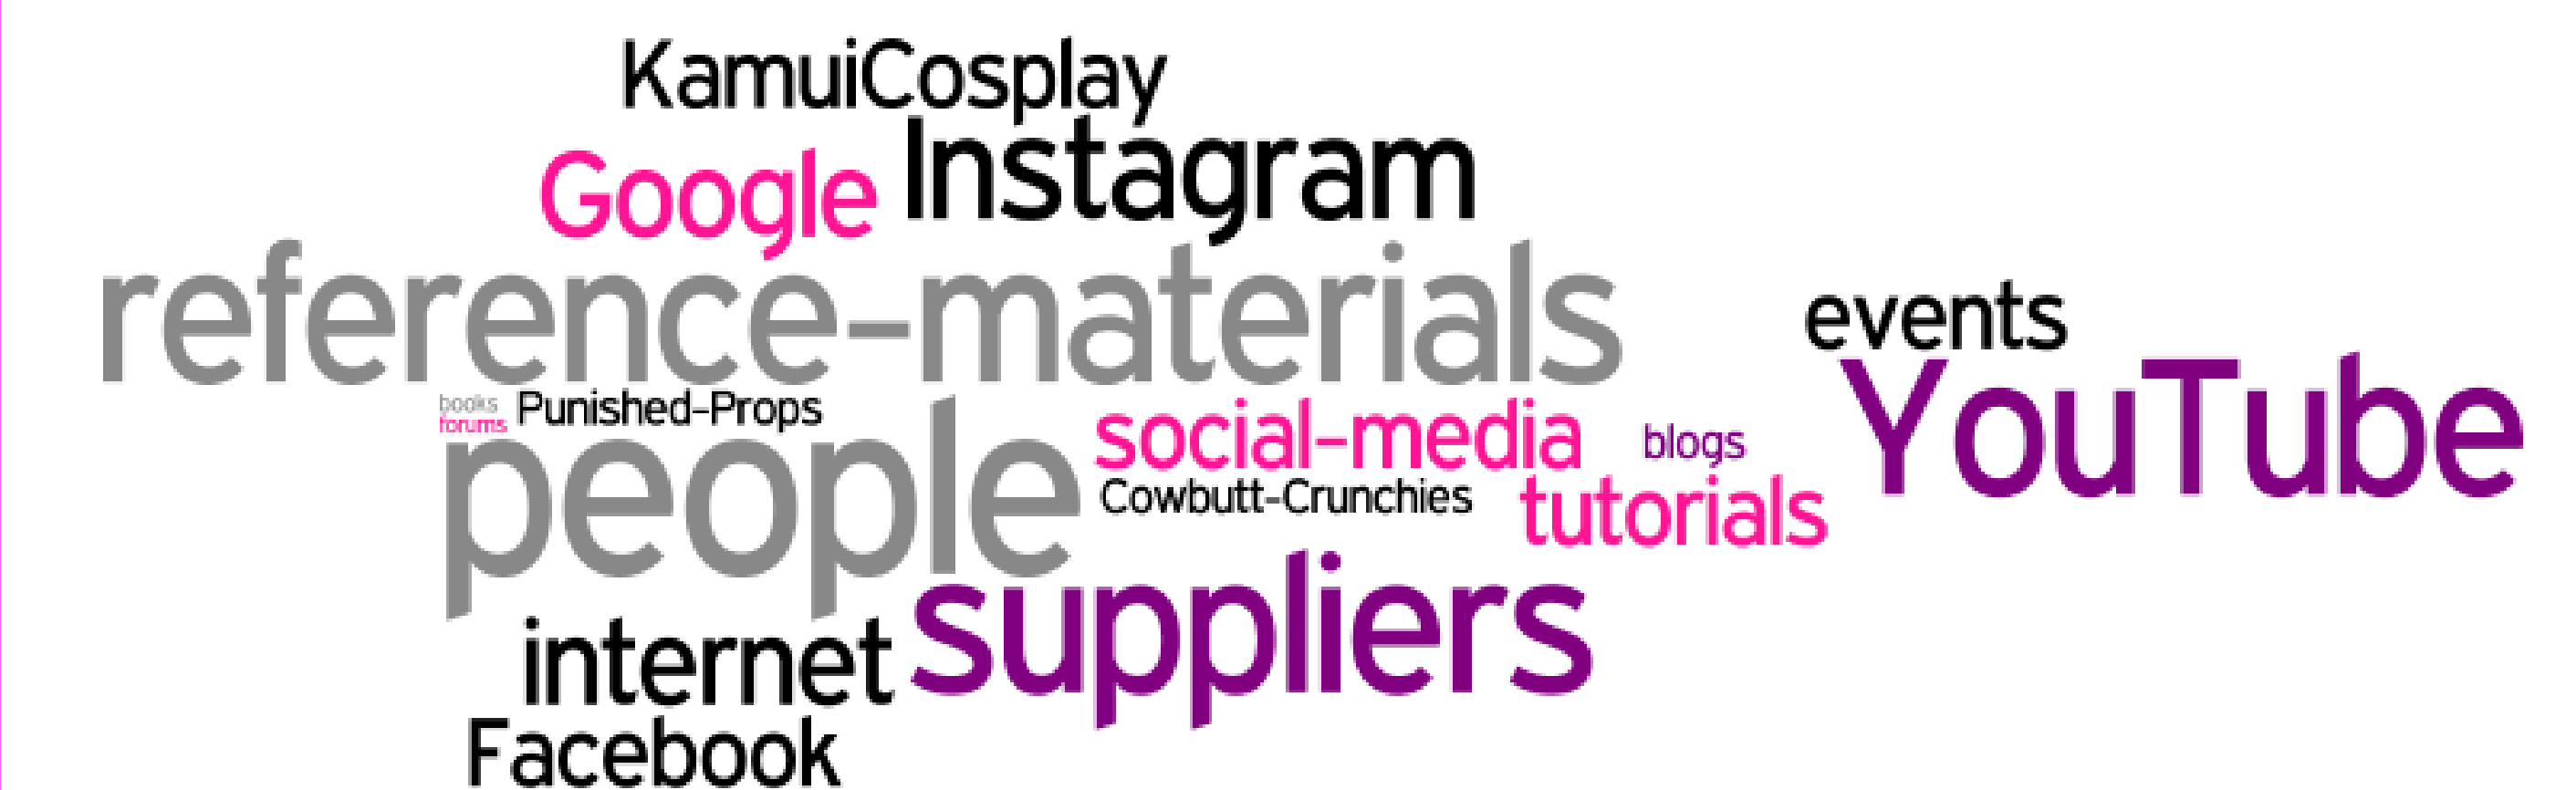 KamuiCosplay
Google Instagram
reference-materials
events
books
forums
Punished-Props
people
social-media
blogs
YouTube
Cowbutt-Crunchies
tutorials
suppliers
internet
Facebook